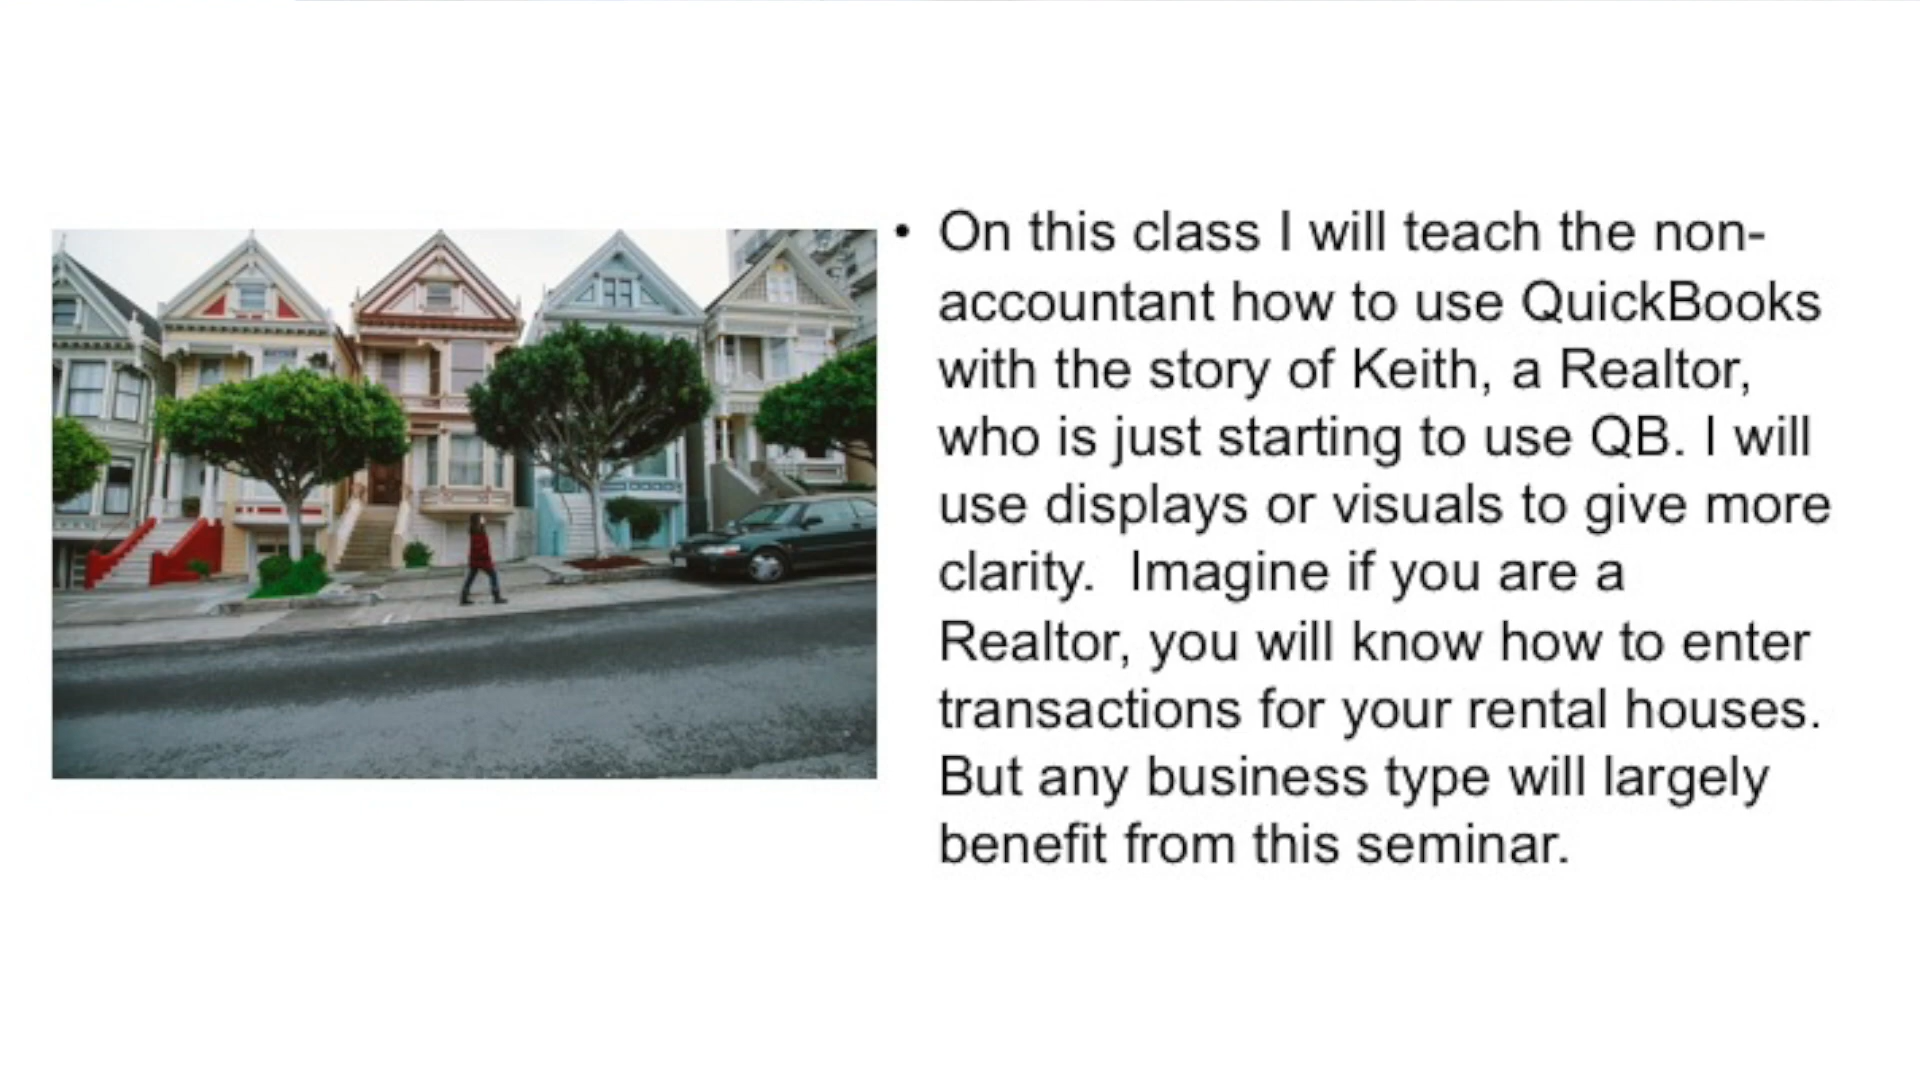 • On this class I will teach the non-
accountant how to use QuickBooks
with the story of Keith, a Realtor,
who is just starting to use QB. I will
use displays or visuals to give more
clarity.  Imagine if you are a
Realtor, you will know how to enter
transactions for your rental houses.
But any business type will largely
benefit from this seminar.